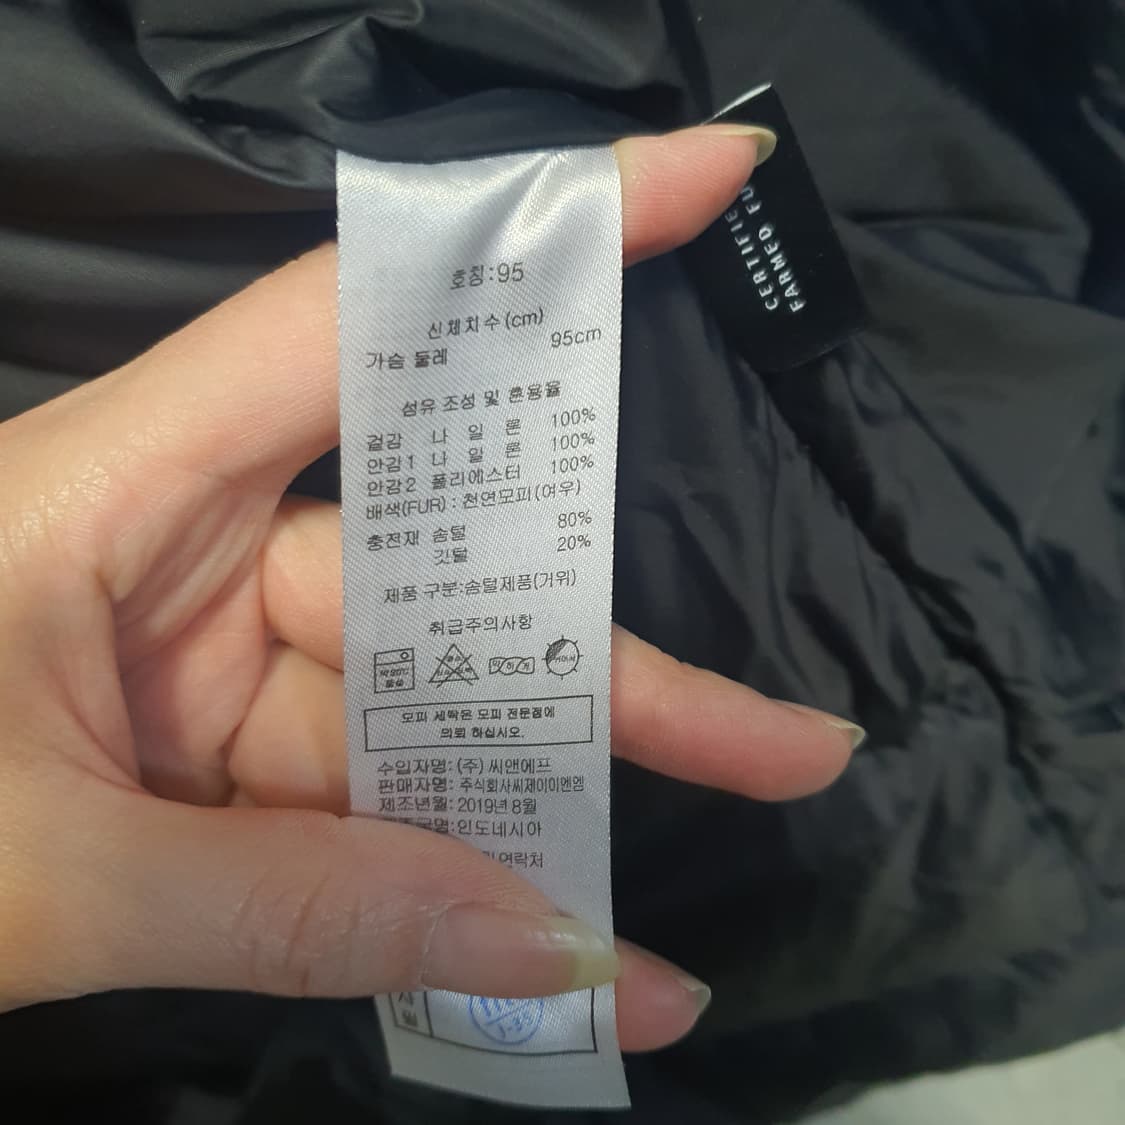 호칭:95
신체치수(cm)
가슴 둘레 95cm
섬유 조성 및 혼용율
겉감 나 일 론 100%
안감1 나 일 론 100%
안감2 폴리에스터 100%
배색(FUR) : 천연모피(여우)
충전재 솜털 80%
깃털 20%
제품 구분:솜털제품(거위)
취급주의사항
약하게
모피 세탁은 모피 전문점에
의뢰 하십시오.
수입자명: (주) 씨앤에프
판매자명: 주식회사씨제이이엔엠
제조년월: 2019년 8월
인도네시아
연락처
CERTIFIE
FARMED FU